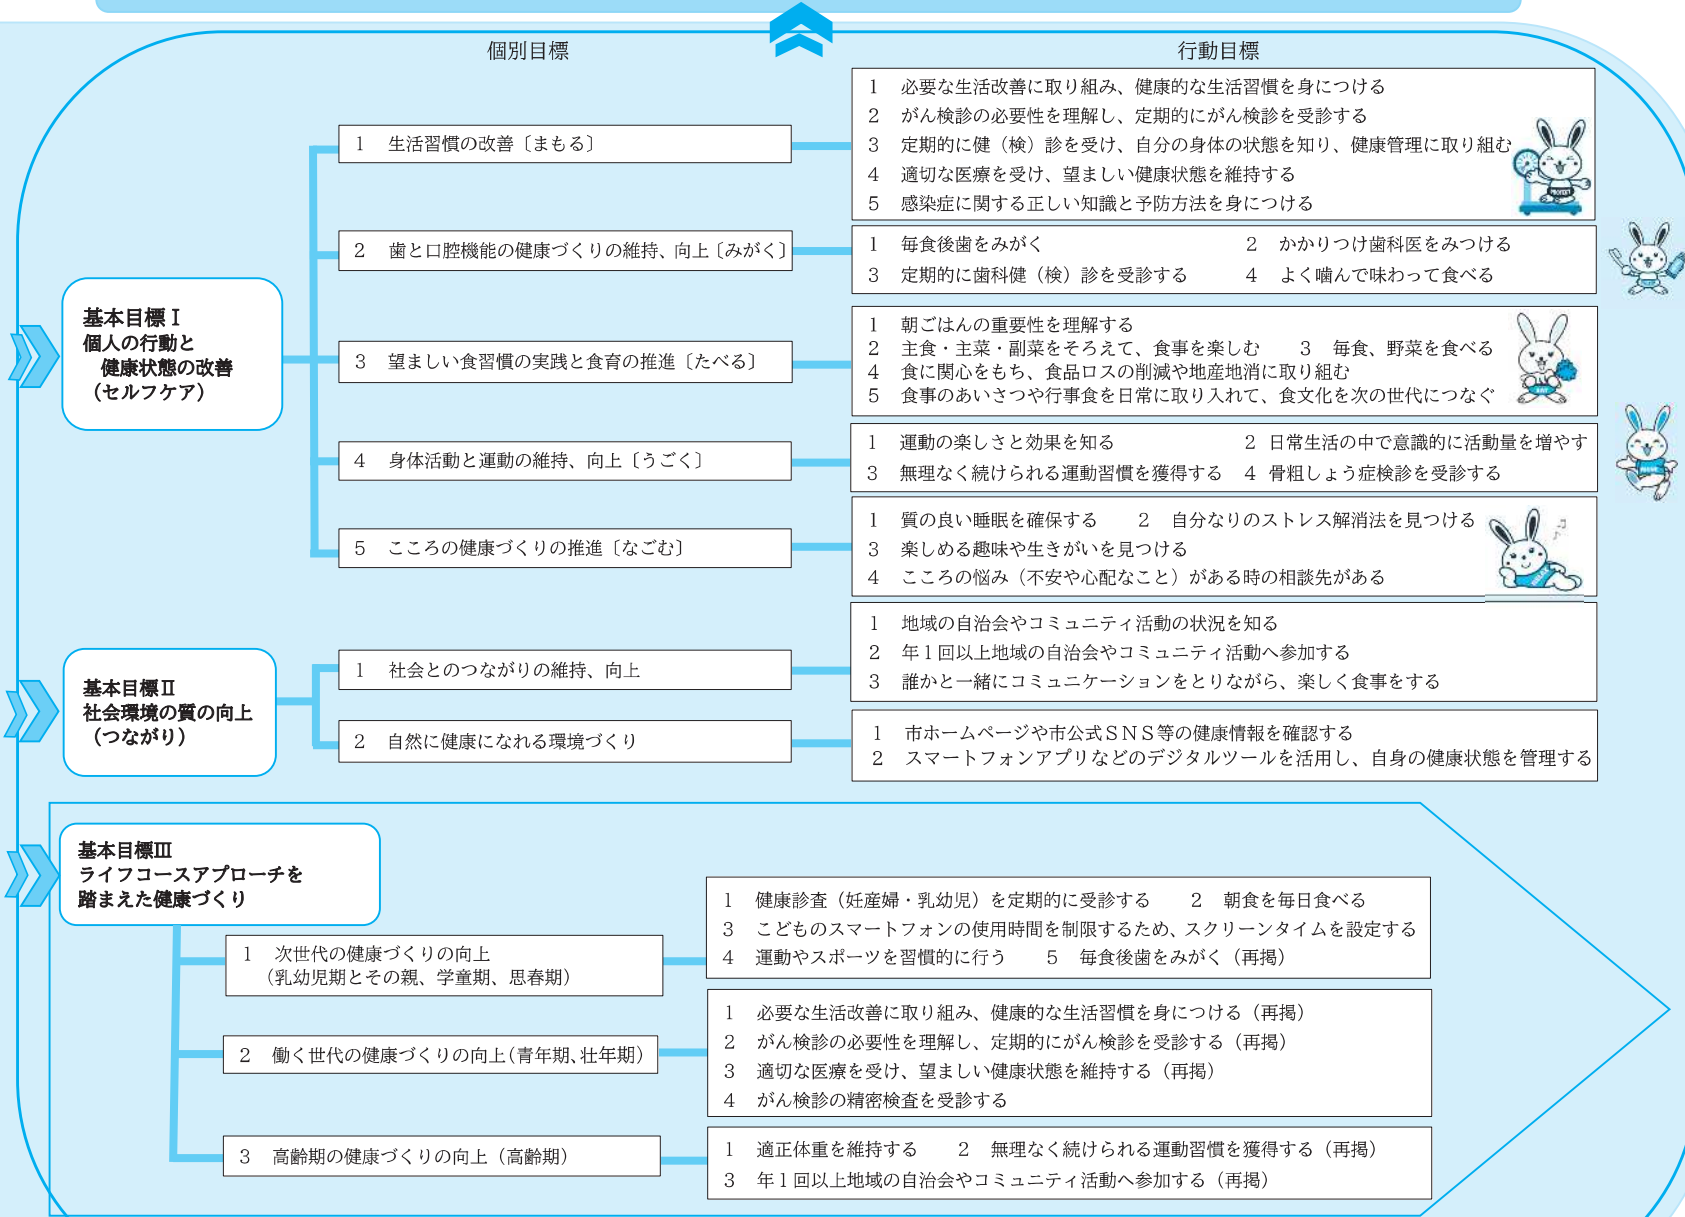 個別目標
行動目標
基本目標Ⅰ
個人の行動と
健康状態の改善
（セルフケア）
1　生活習慣の改善〔まもる〕
1　必要な生活改善に取り組み、健康的な生活習慣を身につける
2　がん検診の必要性を理解し、定期的にがん検診を受診する
3　定期的に健（検）診を受け、自分の身体の状態を知り、健康管理に取り組む
4　適切な医療を受け、望ましい健康状態を維持する
5　感染症に関する正しい知識と予防方法を身につける
2　歯と口腔機能の健康づくりの維持、向上〔みがく〕
1　毎食後歯をみがく　2　かかりつけ歯科医をみつける
3　定期的に歯科健（検）診を受診する　4　よく噛んで味わって食べる
3　望ましい食習慣の実践と食育の推進〔たべる〕
1　朝ごはんの重要性を理解する
2　主食・主菜・副菜をそろえて、食事を楽しむ　3　毎食、野菜を食べる
4　食に関心をもち、食品ロスの削減や地産地消に取り組む
5　食事のあいさつや行事食を日常に取り入れて、食文化を次の世代につなぐ
4　身体活動と運動の維持、向上〔うごく〕
1　運動の楽しさと効果を知る　2　日常生活の中で意識的に活動量を増やす
3　無理なく続けられる運動習慣を獲得する　4　骨粗しょう症検診を受診する
5　こころの健康づくりの推進〔なごむ〕
1　質の良い睡眠を確保する　2　自分なりのストレス解消法を見つける
3　楽しめる趣味や生きがいを見つける
4　こころの悩み（不安や心配なこと）がある時の相談先がある
基本目標Ⅱ
社会環境の質の向上
（つながり）
1　社会とのつながりの維持、向上
1　地域の自治会やコミュニティ活動の状況を知る
2　年１回以上地域の自治会やコミュニティ活動へ参加する
3　誰かと一緒にコミュニケーションをとりながら、楽しく食事をする
2　自然に健康になれる環境づくり
1　市ホームページや市公式ＳＮＳ等の健康情報を確認する
2　スマートフォンアプリなどのデジタルツールを活用し、自身の健康状態を管理する
基本目標Ⅲ
ライフコースアプローチを
踏まえた健康づくり
1　次世代の健康づくりの向上
（乳幼児期とその親、学童期、思春期）
1　健康診査（妊産婦・乳幼児）を定期的に受診する　2　朝食を毎日食べる
3　こどものスマートフォンの使用時間を制限するため、スクリーンタイムを設定する
4　運動やスポーツを習慣的に行う　5　毎食後歯をみがく（再掲）
2　働く世代の健康づくりの向上（青年期、壮年期）
1　必要な生活改善に取り組み、健康的な生活習慣を身につける（再掲）
2　がん検診の必要性を理解し、定期的にがん検診を受診する（再掲）
3　適切な医療を受け、望ましい健康状態を維持する（再掲）
4　がん検診の精密検査を受診する
3　高齢期の健康づくりの向上（高齢期）
1　適正体重を維持する　2　無理なく続けられる運動習慣を獲得する（再掲）
3　年１回以上地域の自治会やコミュニティ活動へ参加する（再掲）